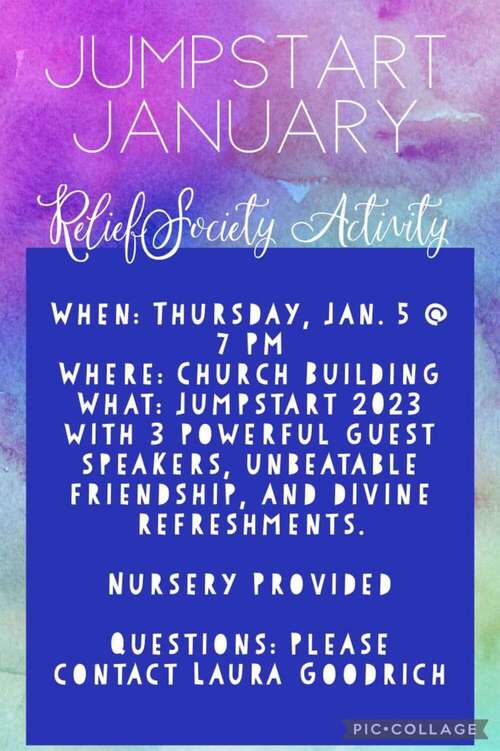 JUMPSTART
JANUARY
Relief Society Activity
WHEN: THURSDAY, JAN. 5 @
7 PM
WHERE: CHURCH BUILDING
WHAT: JUMPSTART 2023
WITH 3 POWERFUL GUEST
SPEAKERS, UNBEATABLE
FRIENDSHIP, AND DIVINE
REFRESHMENTS.
NURSERY PROVIDED
QUESTIONS: PLEASE
CONTACT LAURA GOODRICH
PIC•COLLAGE